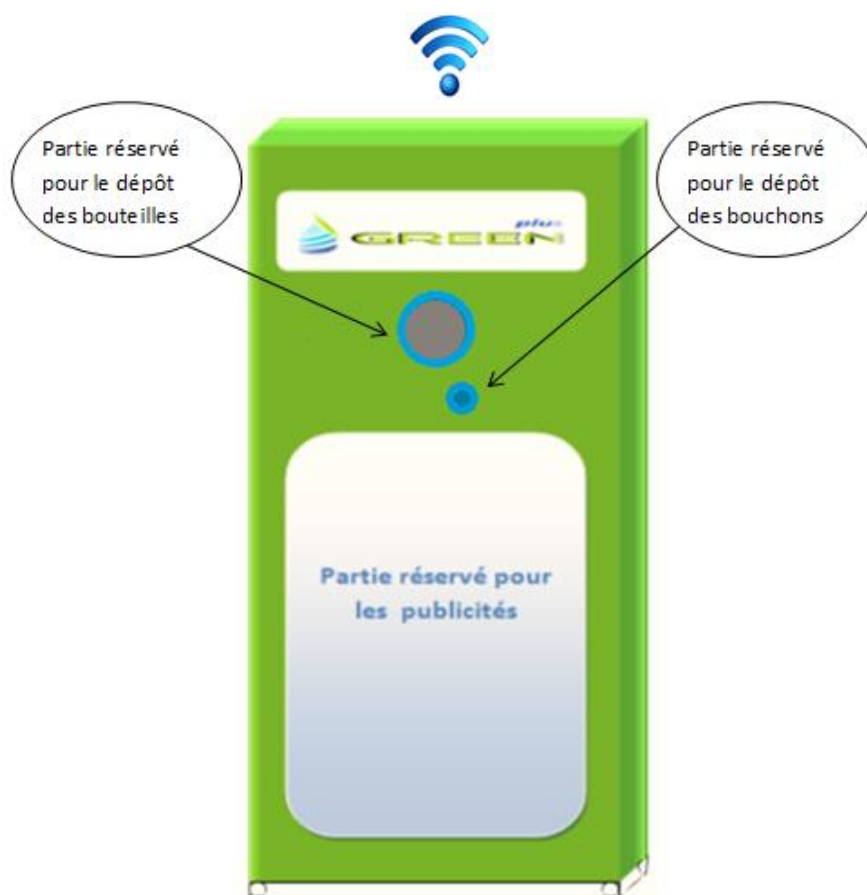 Partie réservé
pour le dépôt
des bouteilles
Partie réservé
pour le dépôt
des bouchons
plus
GREEN
Partie réservé pour
les publicités